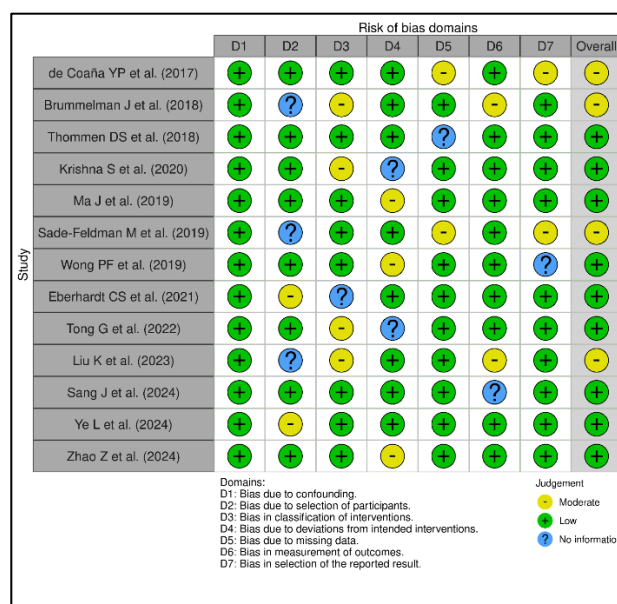 Risk of bias domains
D1 D2 D3 D4 D5 D6 D7 Overall
de Coaña YP et al. (2017) + + + + - + - -
Brummelman J et al. (2018) + ? - + + - + -
Thommen DS et al. (2018) + + + + ? + + +
Krishna S et al. (2020) + + - ? + + + +
Ma J et al. (2019) + + + - + + + +
Sade-Feldman M et al. (2019) + ? + + - + - -
Wong PF et al. (2019) + + + - + + ? +
Eberhardt CS et al. (2021) + - ? + + + + +
Tong G et al. (2022) + + - ? + + + +
Liu K et al. (2023) + ? - + + - + -
Sang J et al. (2024) + + + + + ? + +
Ye L et al. (2024) + - + + + + + +
Zhao Z et al. (2024) + + + - + + + +
Study
Domains:
D1: Bias due to confounding.
D2: Bias due to selection of participants.
D3: Bias in classification of interventions.
D4: Bias due to deviations from intended interventions.
D5: Bias due to missing data.
D6: Bias in measurement of outcomes.
D7: Bias in selection of the reported result.
Judgement
- Moderate
+ Low
? No informatio